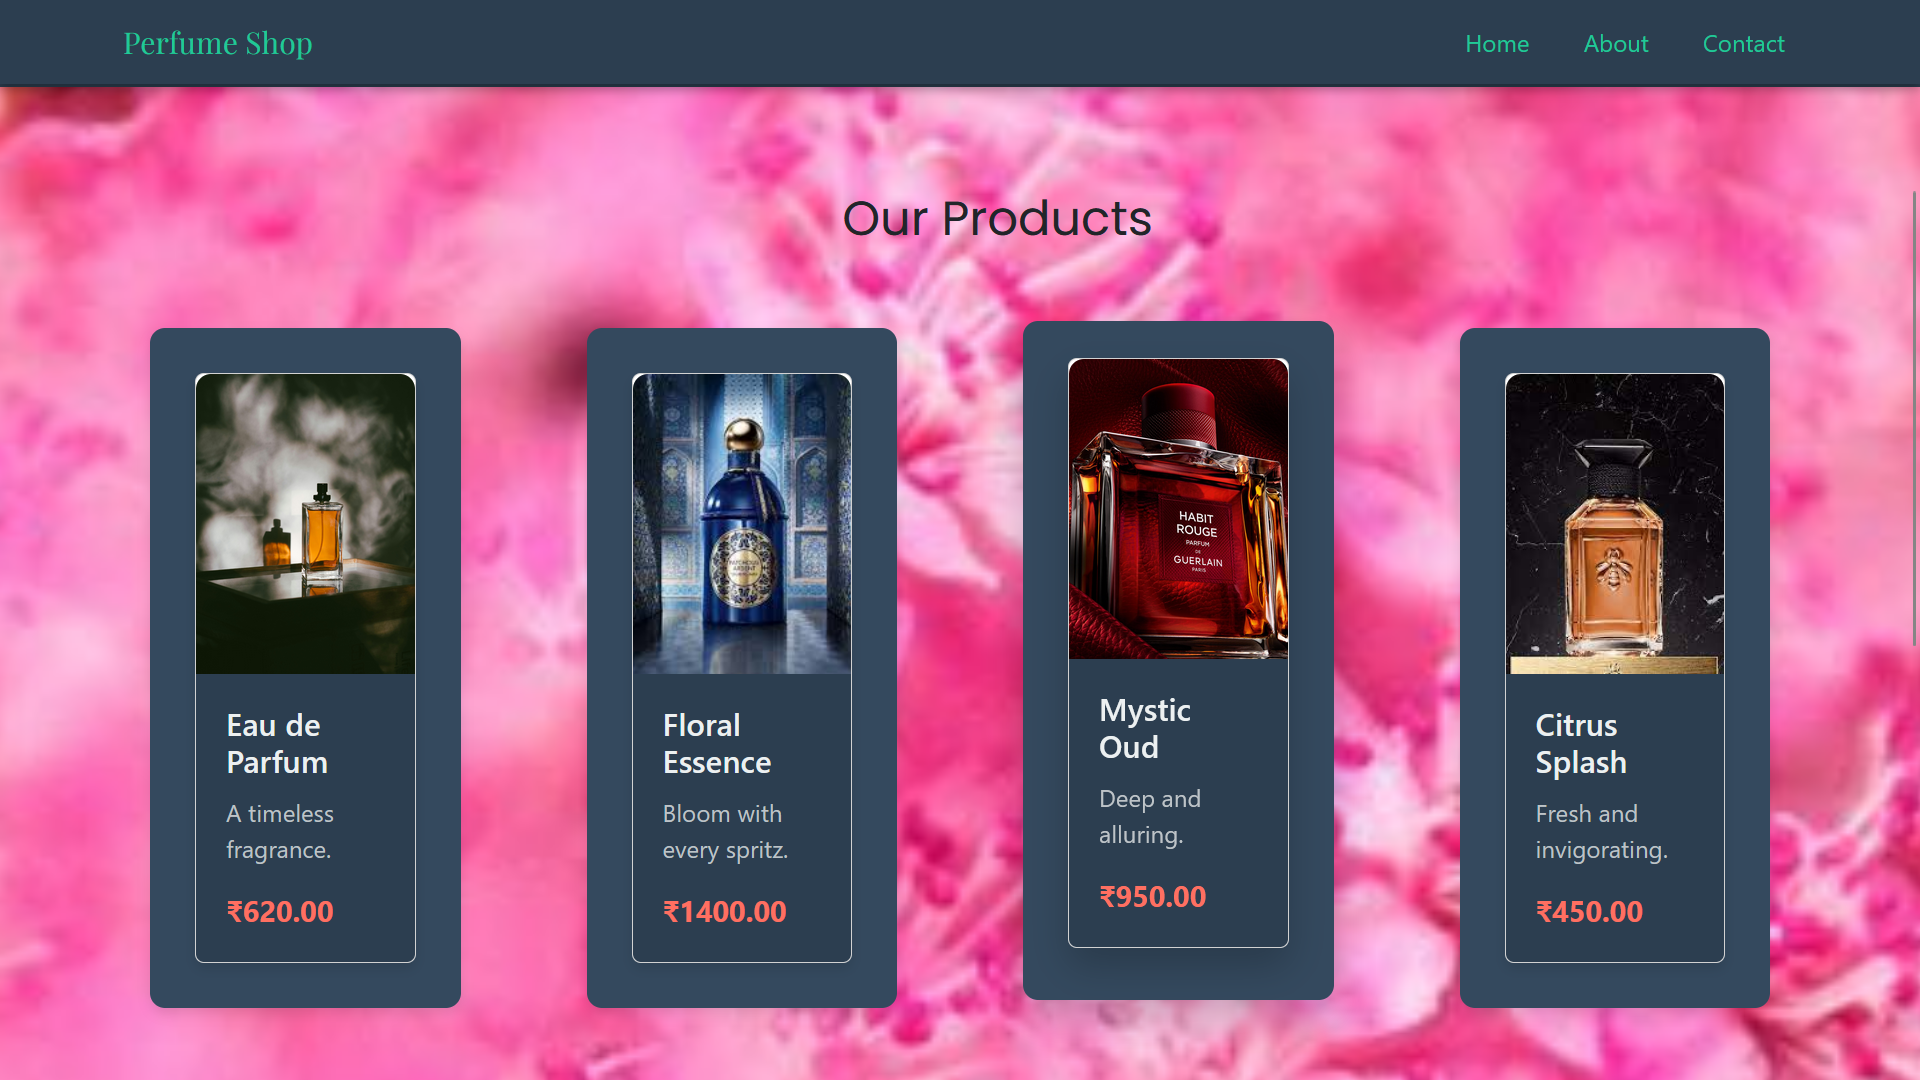 Perfume Shop
Home
About
Contact
Our Products
Eau de
Parfum
A timeless
fragrance.
₹620.00
Floral
Essence
Bloom with
every spritz.
₹1400.00
HABIT
ROUGE
PARFUM
DE
GUERLAIN
PARIS
Mystic
Oud
Deep and
alluring.
₹950.00
Citrus
Splash
Fresh and
invigorating.
₹450.00